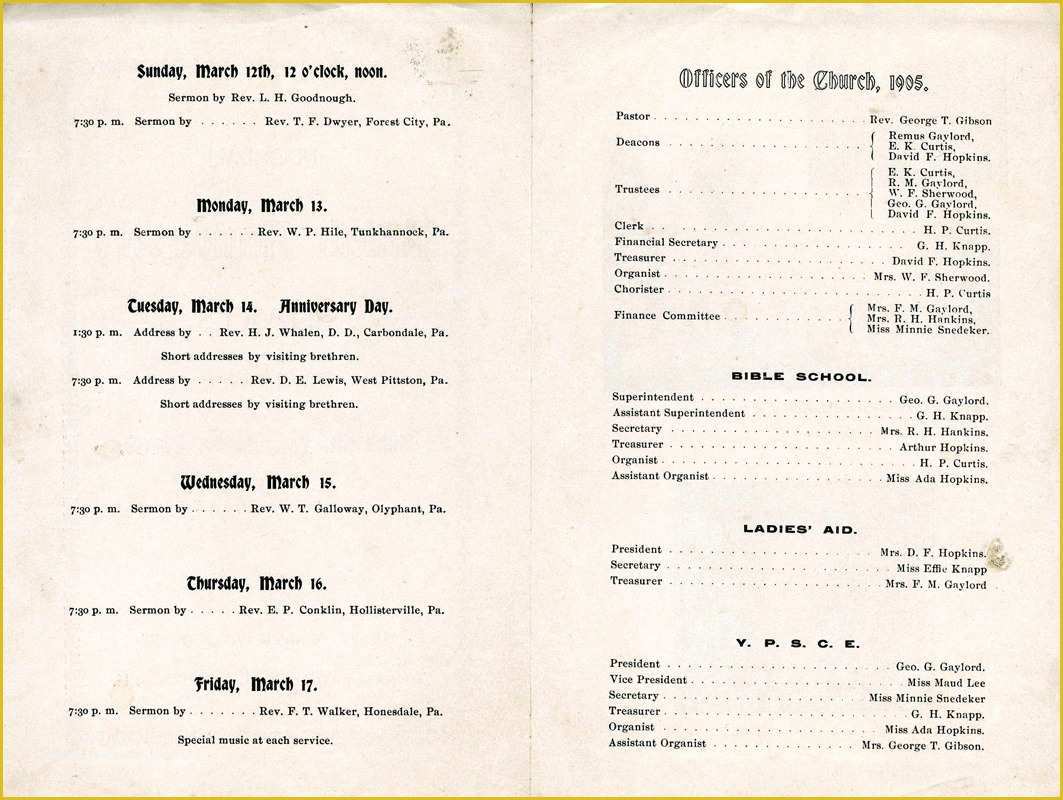 Sunday, March 12th, 12 o'clock, noon.
Sermon by Rev. L. H. Goodnough.
7:30 p. m. Sermon by . . . . . . Rev. T. F. Dwyer, Forest City, Pa.
Monday, March 13.
7:30 p. m. Sermon by . . . . . . Rev. W. P. Hile, Tunkhannock, Pa.
Tuesday, March 14. Anniversary Day.
1:30 p. m. Address by . . Rev. H. J. Whalen, D. D., Carbondale, Pa.
Short addresses by visiting brethren.
7:30 p. m. Address by . . . . . Rev. D. E. Lewis, West Pittston, Pa.
Short addresses by visiting brethren.
Wednesday, March 15.
7:30 p. m. Sermon by . . . . . . Rev. W. T. Galloway, Olyphant, Pa.
Thursday, March 16.
7:30 p. m. Sermon by . . . . . Rev. E. P. Conklin, Hollisterville, Pa.
Friday, March 17.
7:30 p. m. Sermon by . . . . . . . Rev. F. T. Walker, Honesdale, Pa.
Special music at each service.
Officers of the Church, 1905.
Pastor . . . . . . . . . . . . . . . . . . . . Rev. George T. Gibson
Deacons . . . . . . . . . . . . . . . . . . { Remus Gaylord,
E. K. Curtis,
David F. Hopkins.
Trustees . . . . . . . . . . . . . . . . . . { E. K. Curtis,
R. M. Gaylord,
W. F. Sherwood,
Geo. G. Gaylord,
David F. Hopkins.
Clerk . . . . . . . . . . . . . . . . . . . . . . . H. P. Curtis.
Financial Secretary . . . . . . . . . . . . . . . G. H. Knapp.
Treasurer . . . . . . . . . . . . . . . . . . David F. Hopkins.
Organist . . . . . . . . . . . . . . . . . Mrs. W. F. Sherwood.
Chorister . . . . . . . . . . . . . . . . . . . . . . H. P. Curtis
Finance Committee . . . . . . . . . . . { Mrs. F. M. Gaylord,
Mrs. R. H. Hankins,
Miss Minnie Snedeker.
BIBLE SCHOOL.
Superintendent . . . . . . . . . . . . . . . . Geo. G. Gaylord.
Assistant Superintendent . . . . . . . . . . . . G. H. Knapp.
Secretary . . . . . . . . . . . . . . . . . Mrs. R. H. Hankins.
Treasurer . . . . . . . . . . . . . . . . . . Arthur Hopkins.
Organist . . . . . . . . . . . . . . . . . . . . . H. P. Curtis.
Assistant Organist . . . . . . . . . . . . . . Miss Ada Hopkins.
LADIES' AID.
President . . . . . . . . . . . . . . . . . Mrs. D. F. Hopkins.
Secretary . . . . . . . . . . . . . . . . . . Miss Effie Knapp
Treasurer . . . . . . . . . . . . . . . . . Mrs. F. M. Gaylord
Y. P. S. C. E.
President . . . . . . . . . . . . . . . . . . Geo. G. Gaylord.
Vice President . . . . . . . . . . . . . . . . . Miss Maud Lee
Secretary . . . . . . . . . . . . . . . . Miss Minnie Snedeker
Treasurer . . . . . . . . . . . . . . . . . . . G. H. Knapp.
Organist . . . . . . . . . . . . . . . . . . Miss Ada Hopkins.
Assistant Organist . . . . . . . . . . . Mrs. George T. Gibson.